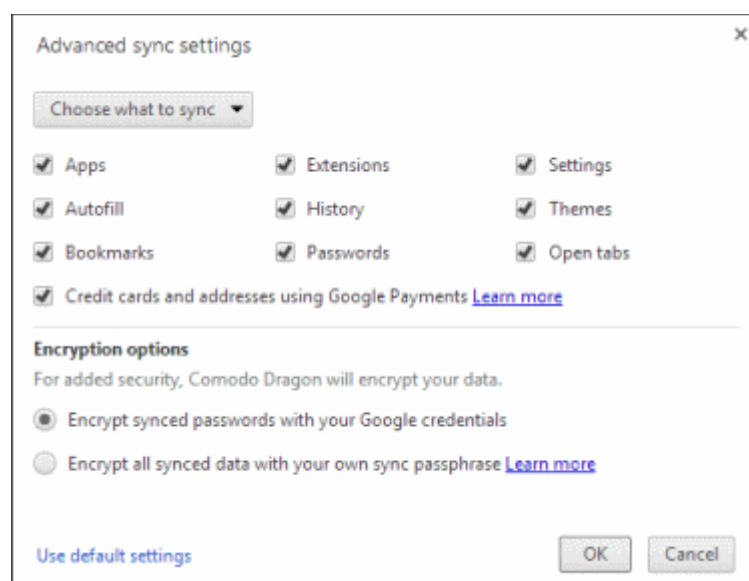 Advanced sync settings
Choose what to sync
Apps Extensions Settings
Autofill History Themes
Bookmarks Passwords Open tabs
Credit cards and addresses using Google Payments Learn more
Encryption options
For added security, Comodo Dragon will encrypt your data.
Encrypt synced passwords with your Google credentials
Encrypt all synced data with your own sync passphrase Learn more
Use default settings OK Cancel